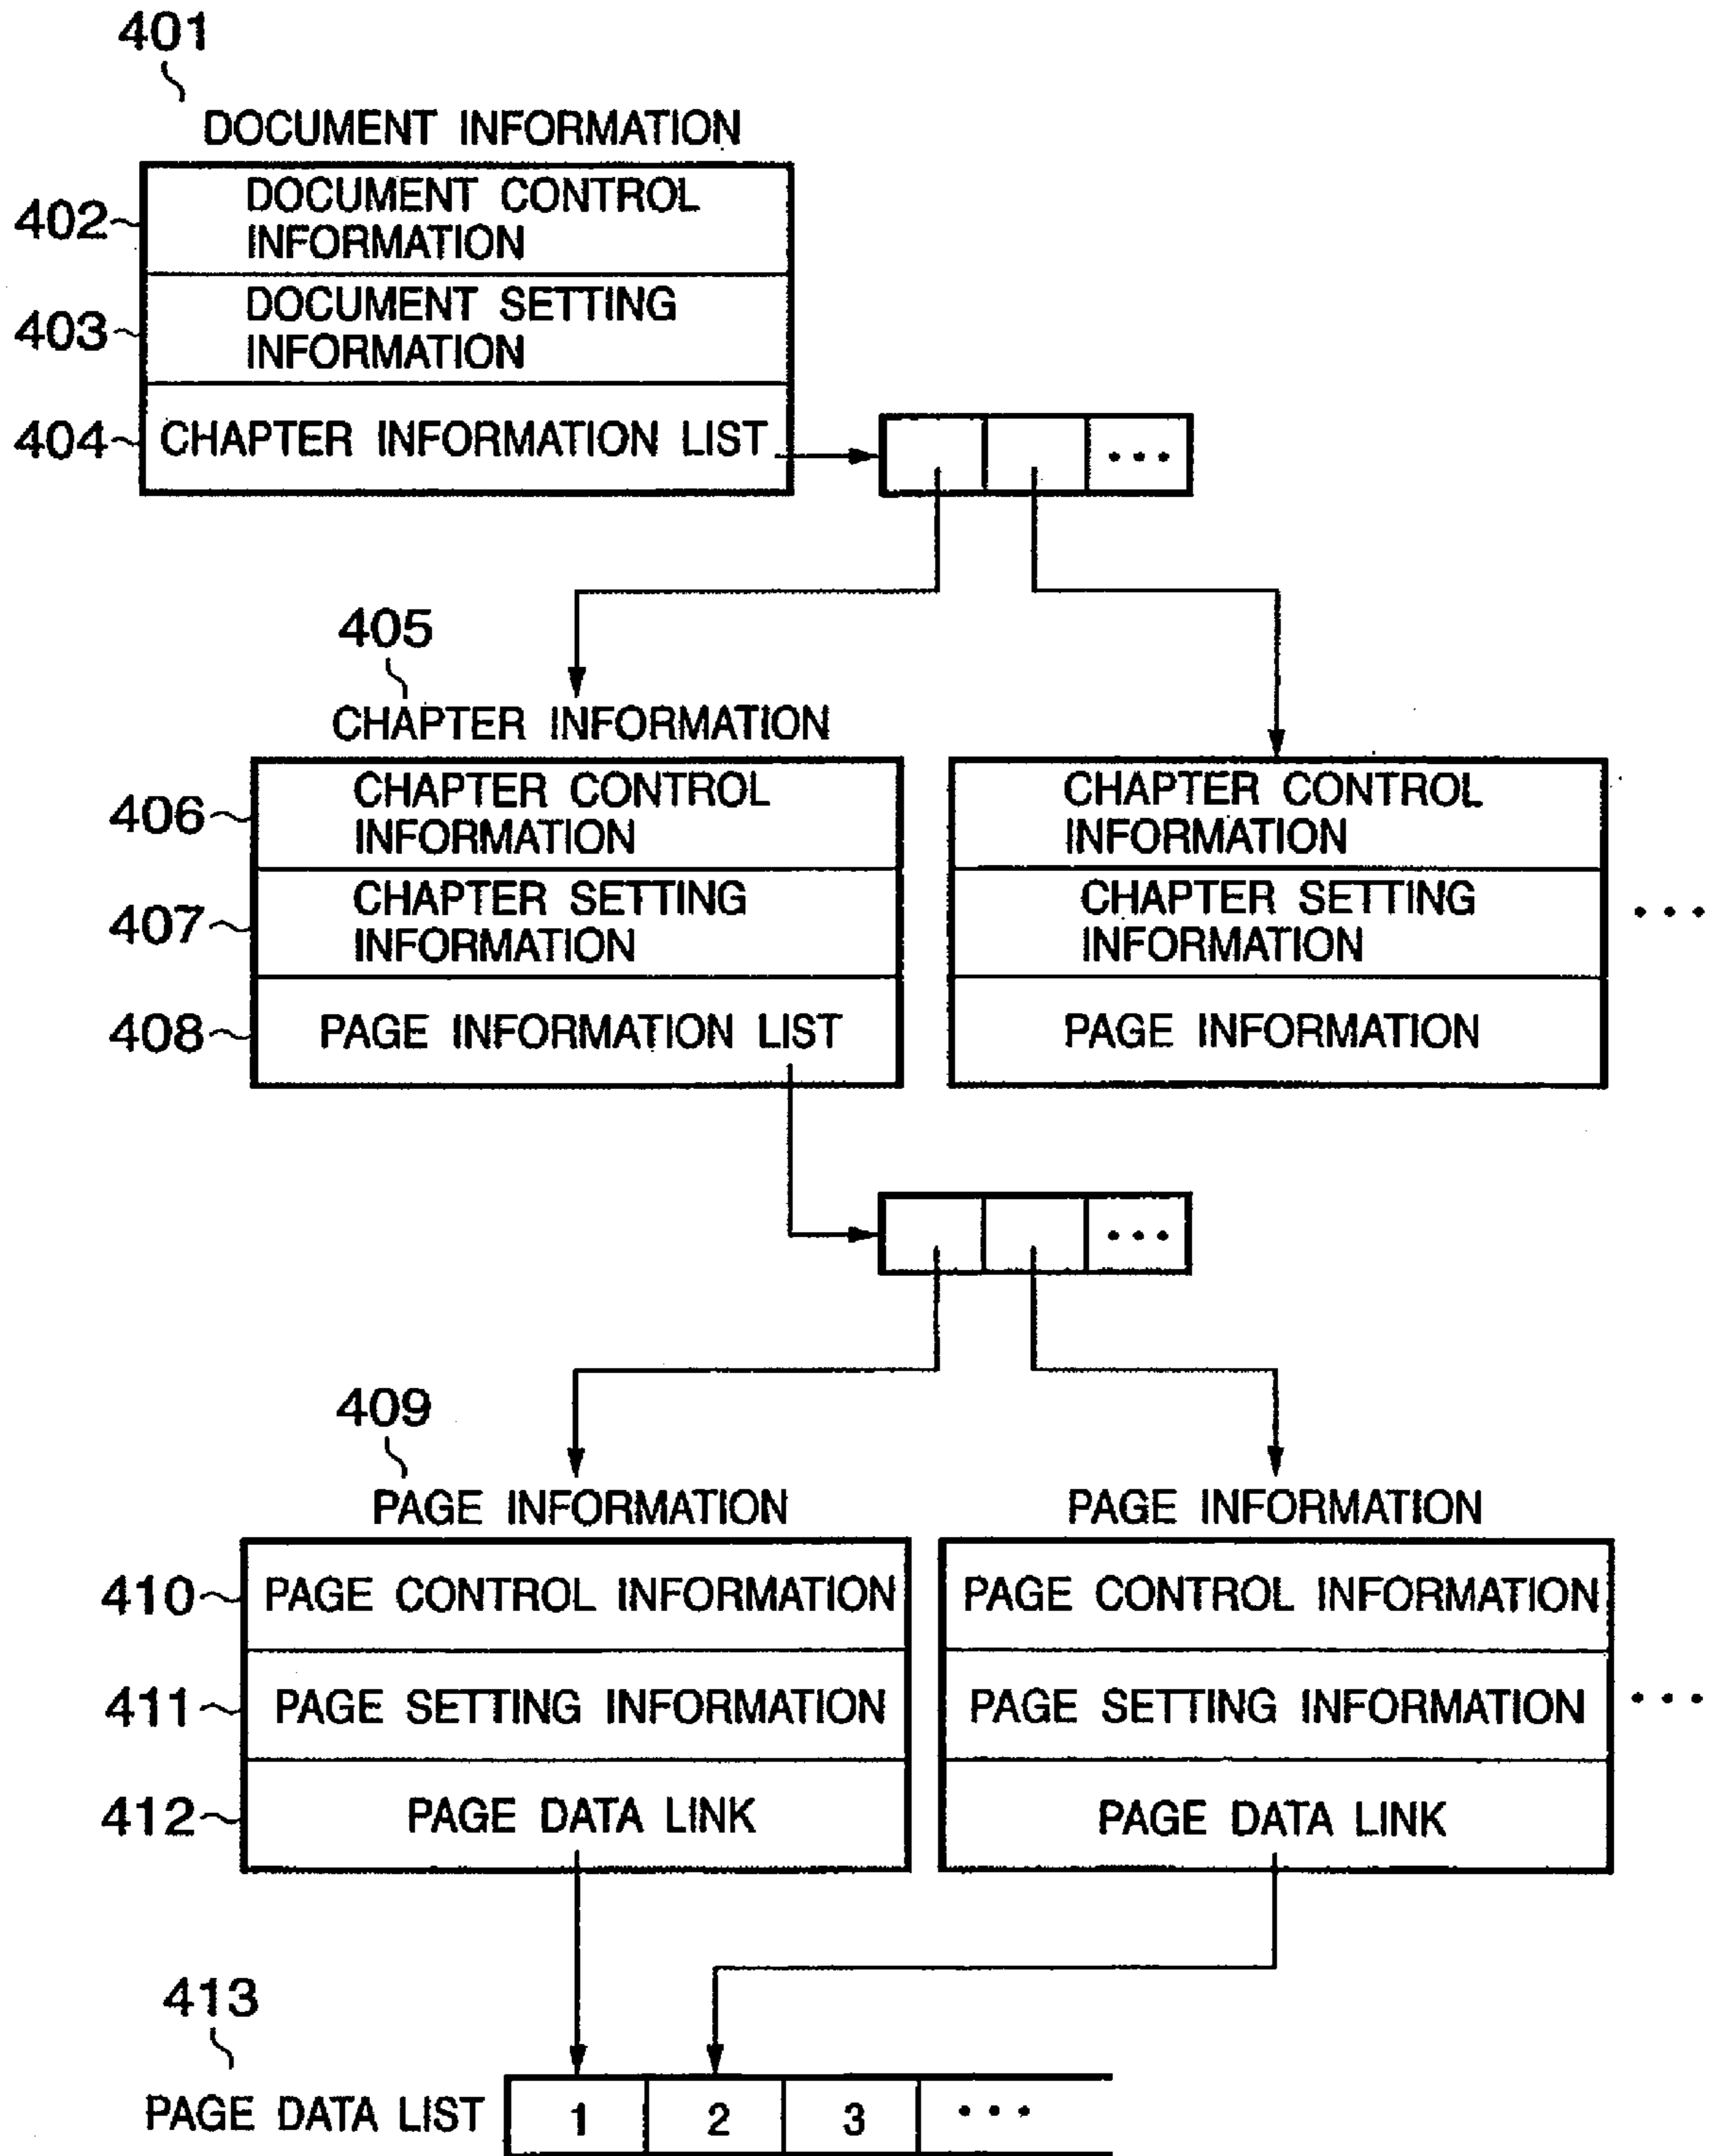 401
DOCUMENT INFORMATION
402
DOCUMENT CONTROL
INFORMATION
403
DOCUMENT SETTING
INFORMATION
404
CHAPTER INFORMATION LIST
...
405
CHAPTER INFORMATION
406
CHAPTER CONTROL
INFORMATION
CHAPTER CONTROL
INFORMATION
407
CHAPTER SETTING
INFORMATION
CHAPTER SETTING
INFORMATION
...
408
PAGE INFORMATION LIST
PAGE INFORMATION
...
409
PAGE INFORMATION
PAGE INFORMATION
410
PAGE CONTROL INFORMATION
PAGE CONTROL INFORMATION
411
PAGE SETTING INFORMATION
PAGE SETTING INFORMATION
...
412
PAGE DATA LINK
PAGE DATA LINK
413
PAGE DATA LIST
1
2
3
...